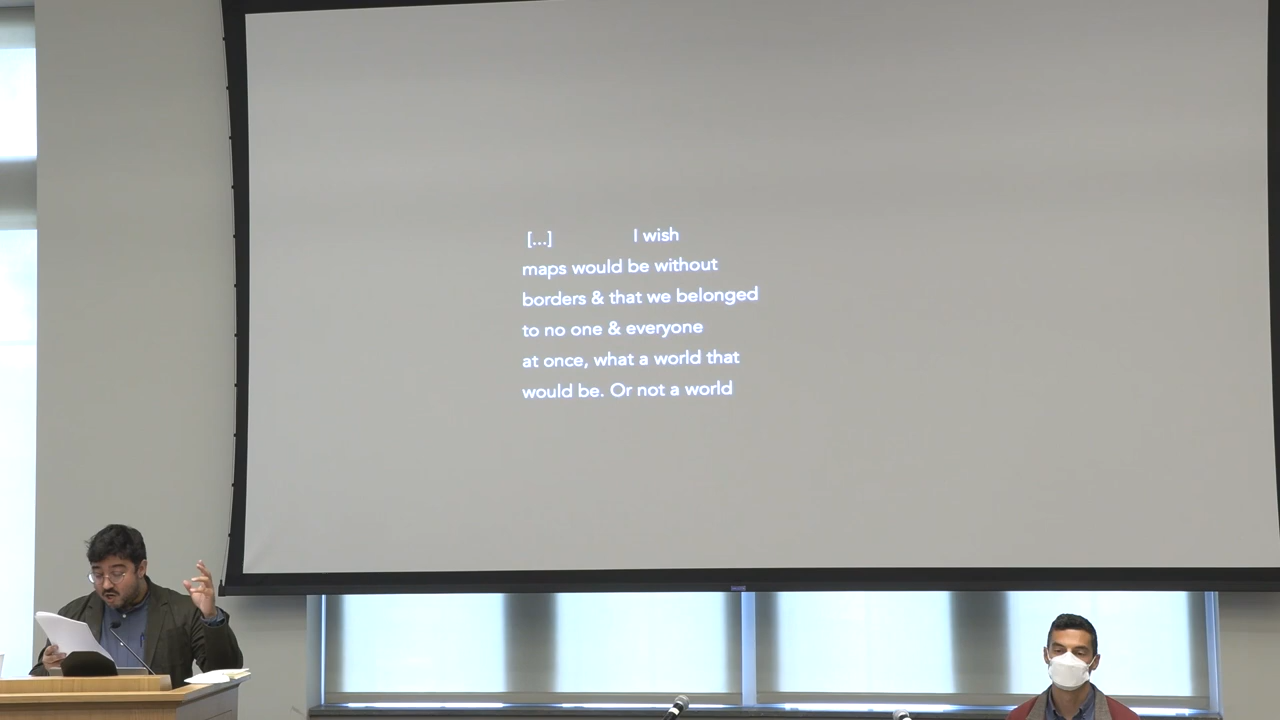 [...] I wish
maps would be without
borders & that we belonged
to no one & everyone
at once, what a world that
would be. Or not a world